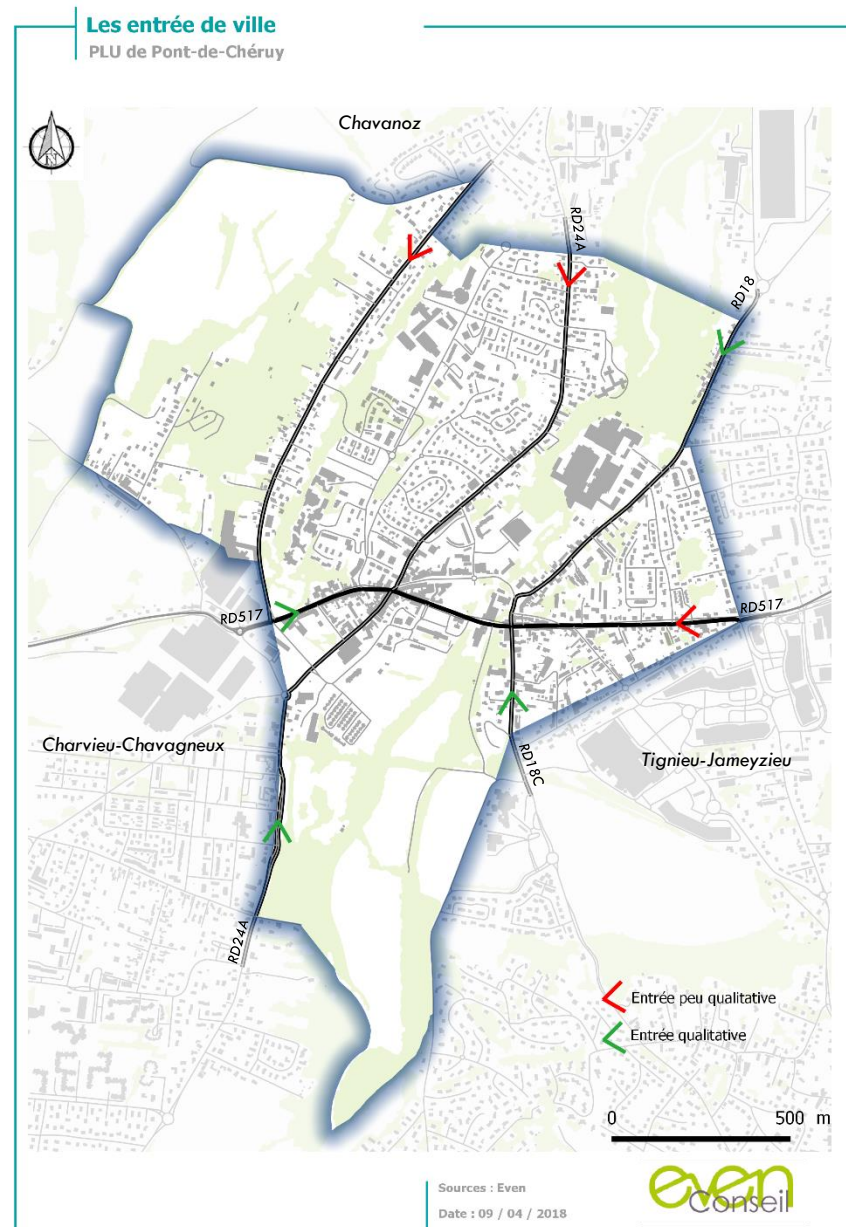 Les entrée de ville
PLU de Pont-de-Chéruy
N
Chavanoz
RD24A
RD18
RD517
RD517
Charvieu-Chavagneux
Tignieu-Jameyzieu
RD18C
RD24A
Entrée peu qualitative
Entrée qualitative
0 500 m
Sources : Even
Date : 09 / 04 / 2018
even
Conseil